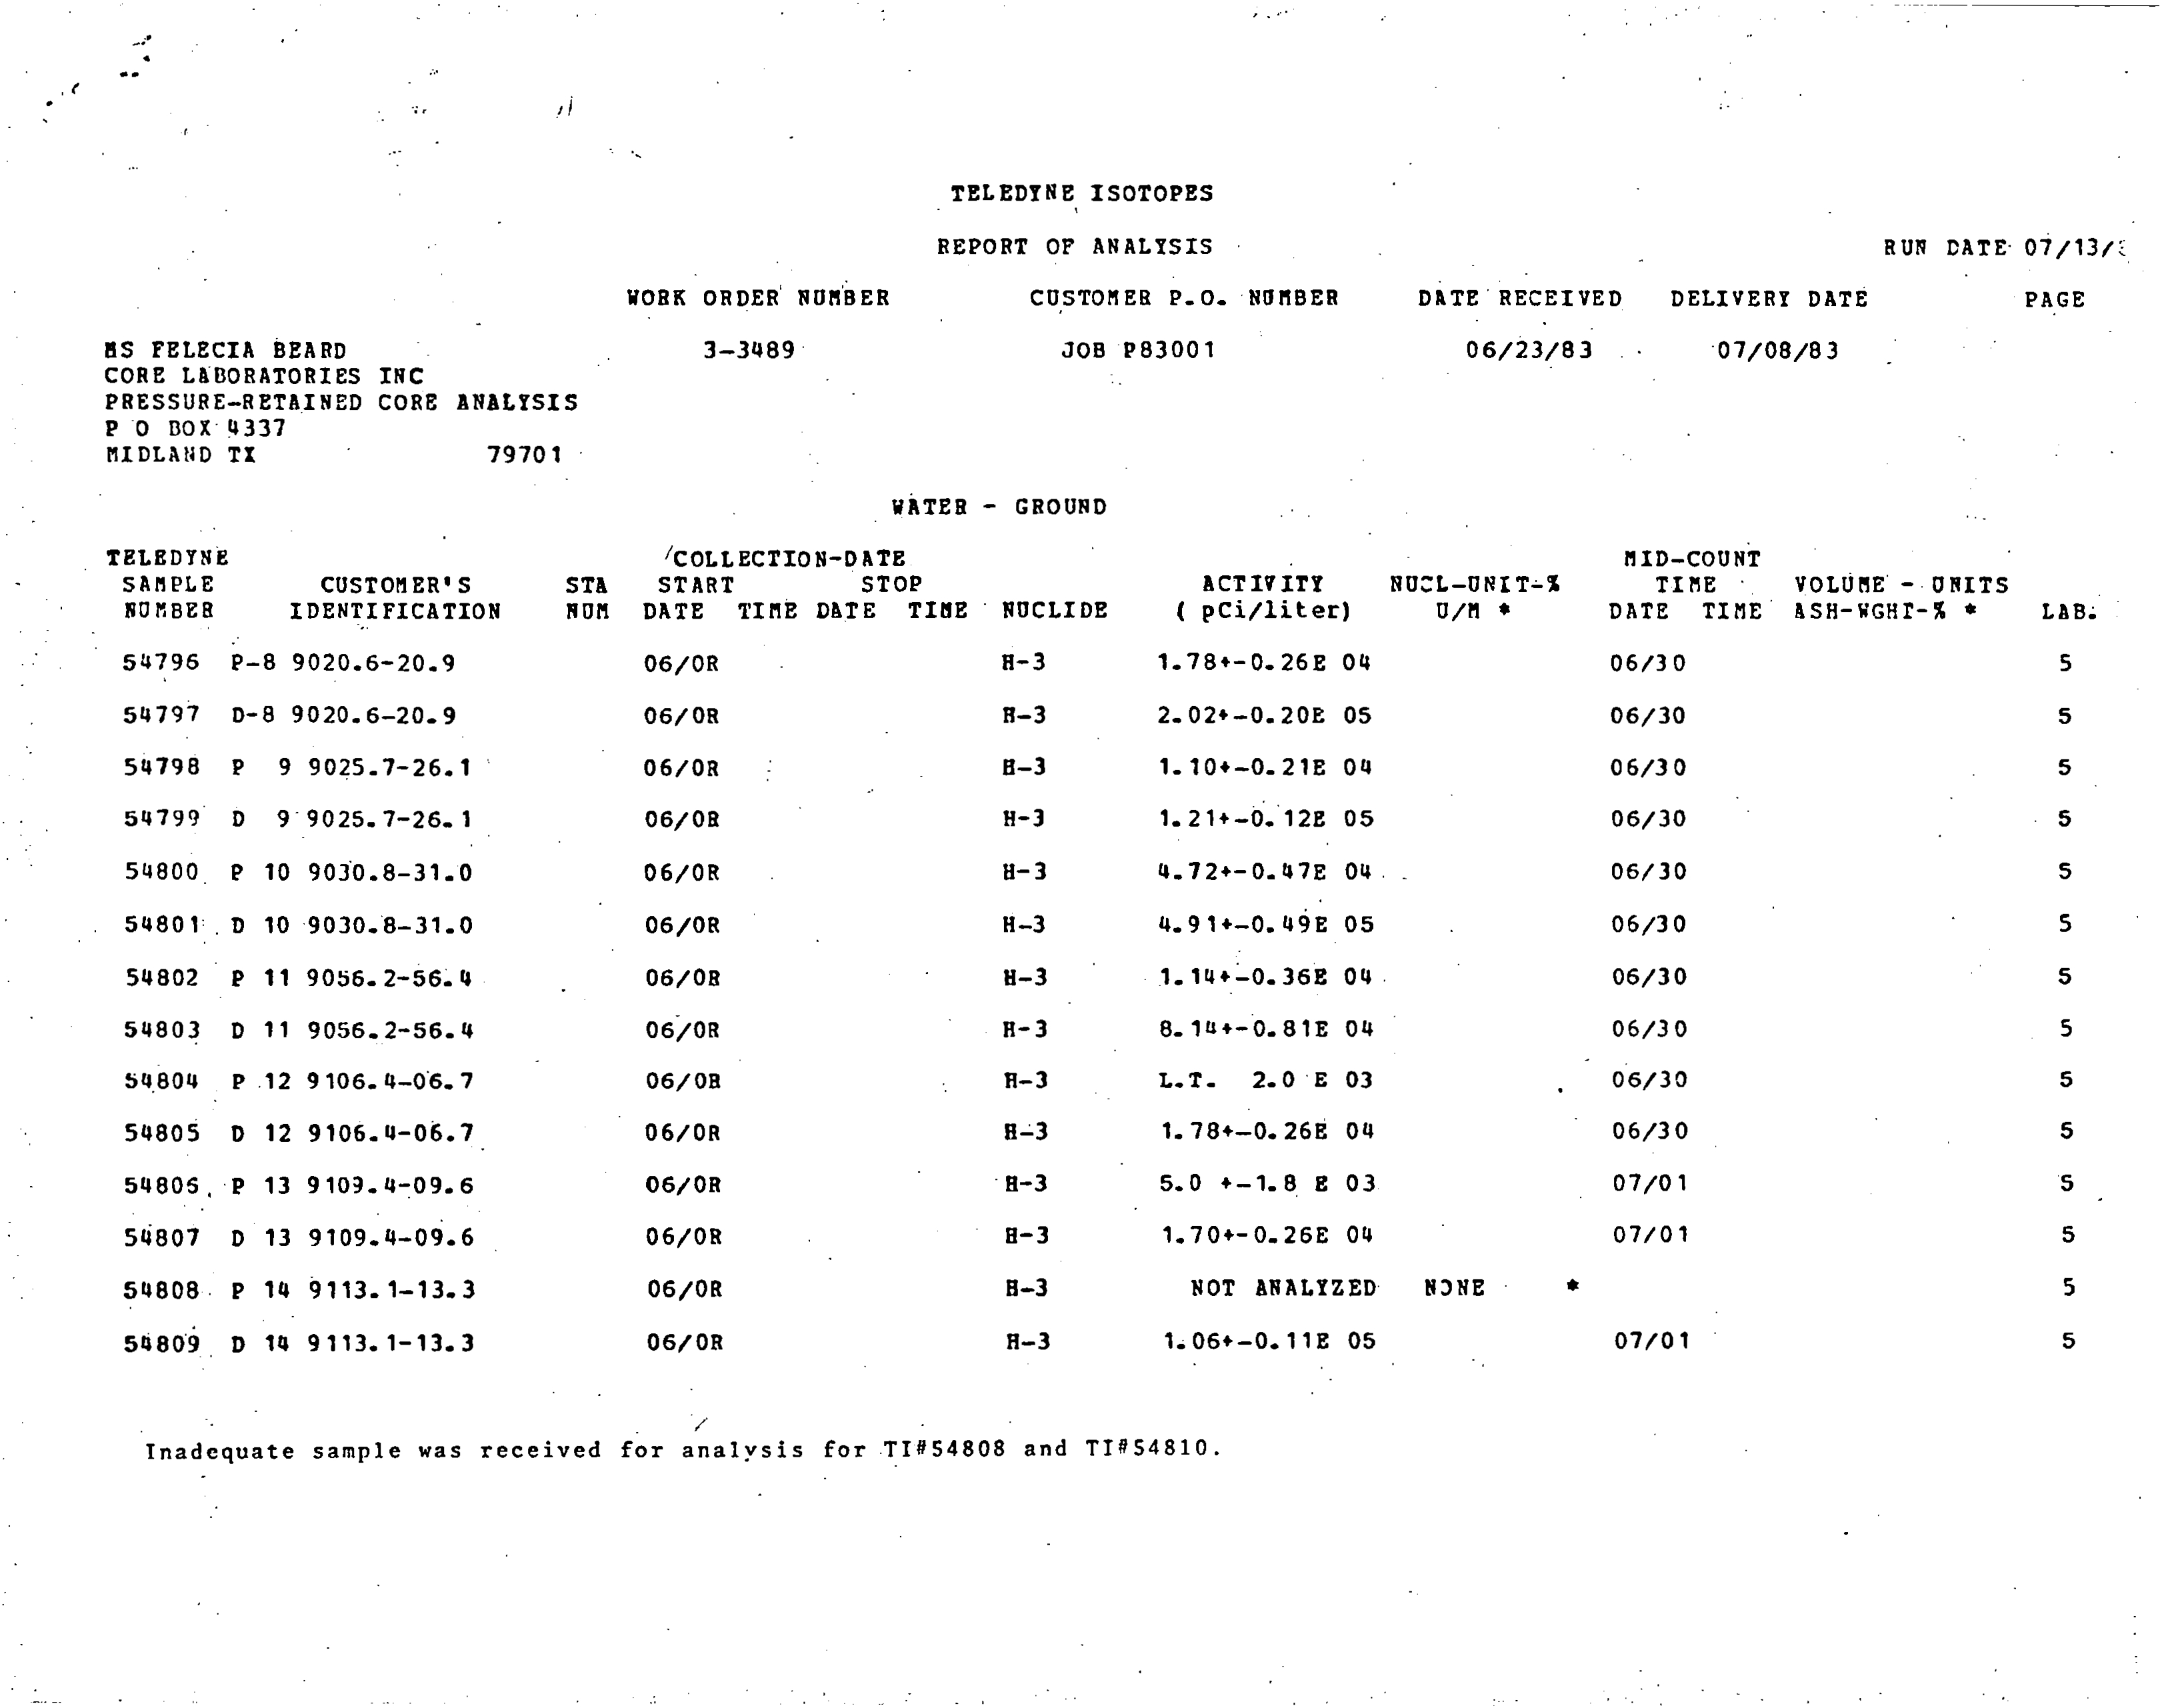 TELEDYNE ISOTOPES
REPORT OF ANALYSIS RUN DATE 07/13/
WORK ORDER NUMBER CUSTOMER P.O. NUMBER DATE RECEIVED DELIVERY DATE PAGE
MS FELECIA BEARD 3-3489 JOB P83001 06/23/83 07/08/83
CORE LABORATORIES INC
PRESSURE-RETAINED CORE ANALYSIS
P O BOX 4337
MIDLAND TX 79701
WATER - GROUND
TELEDYNE COLLECTION-DATE MID-COUNT
SAMPLE CUSTOMER'S STA START STOP ACTIVITY NUCL-UNIT-% TIME VOLUME - UNITS
NUMBER IDENTIFICATION NUM DATE TIME DATE TIME NUCLIDE ( pCi/liter) U/M * DATE TIME ASH-WGHT-% * LAB.
54796 P-8 9020.6-20.9 06/0R H-3 1.78+-0.26E 04 06/30 5
54797 D-8 9020.6-20.9 06/0R H-3 2.02+-0.20E 05 06/30 5
54798 P 9 9025.7-26.1 06/0R H-3 1.10+-0.21E 04 06/30 5
54799 D 9 9025.7-26.1 06/0R H-3 1.21+-0.12E 05 06/30 5
54800 P 10 9030.8-31.0 06/0R H-3 4.72+-0.47E 04 06/30 5
54801 D 10 9030.8-31.0 06/0R H-3 4.91+-0.49E 05 06/30 5
54802 P 11 9056.2-56.4 06/0R H-3 1.14+-0.36E 04 06/30 5
54803 D 11 9056.2-56.4 06/0R H-3 8.14+-0.81E 04 06/30 5
54804 P 12 9106.4-06.7 06/0R H-3 L.T. 2.0 E 03 06/30 5
54805 D 12 9106.4-06.7 06/0R H-3 1.78+-0.26E 04 06/30 5
54806 P 13 9109.4-09.6 06/0R H-3 5.0 +-1.8 E 03 07/01 5
54807 D 13 9109.4-09.6 06/0R H-3 1.70+-0.26E 04 07/01 5
54808 P 14 9113.1-13.3 06/0R H-3 NOT ANALYZED NONE * 5
54809 D 14 9113.1-13.3 06/0R H-3 1.06+-0.11E 05 07/01 5
Inadequate sample was received for analysis for TI#54808 and TI#54810.